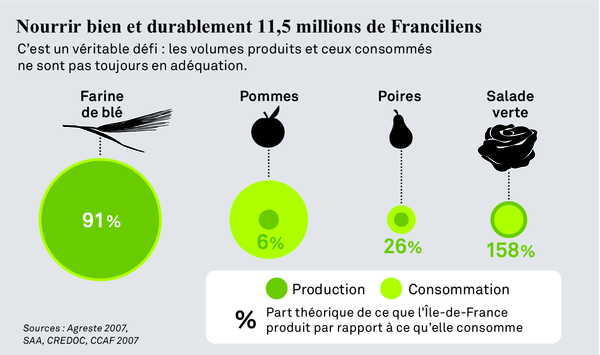 Nourrir bien et durablement 11,5 millions de Franciliens
C'est un véritable défi : les volumes produits et ceux consommés
ne sont pas toujours en adéquation.
Farine
de blé
Pommes
Poires
Salade
verte
91%
6%
26%
158%
Production
Consommation
% Part théorique de ce que l'Île-de-France
produit par rapport à ce qu'elle consomme
Sources : Agreste 2007,
SAA, CREDOC, CCAF 2007